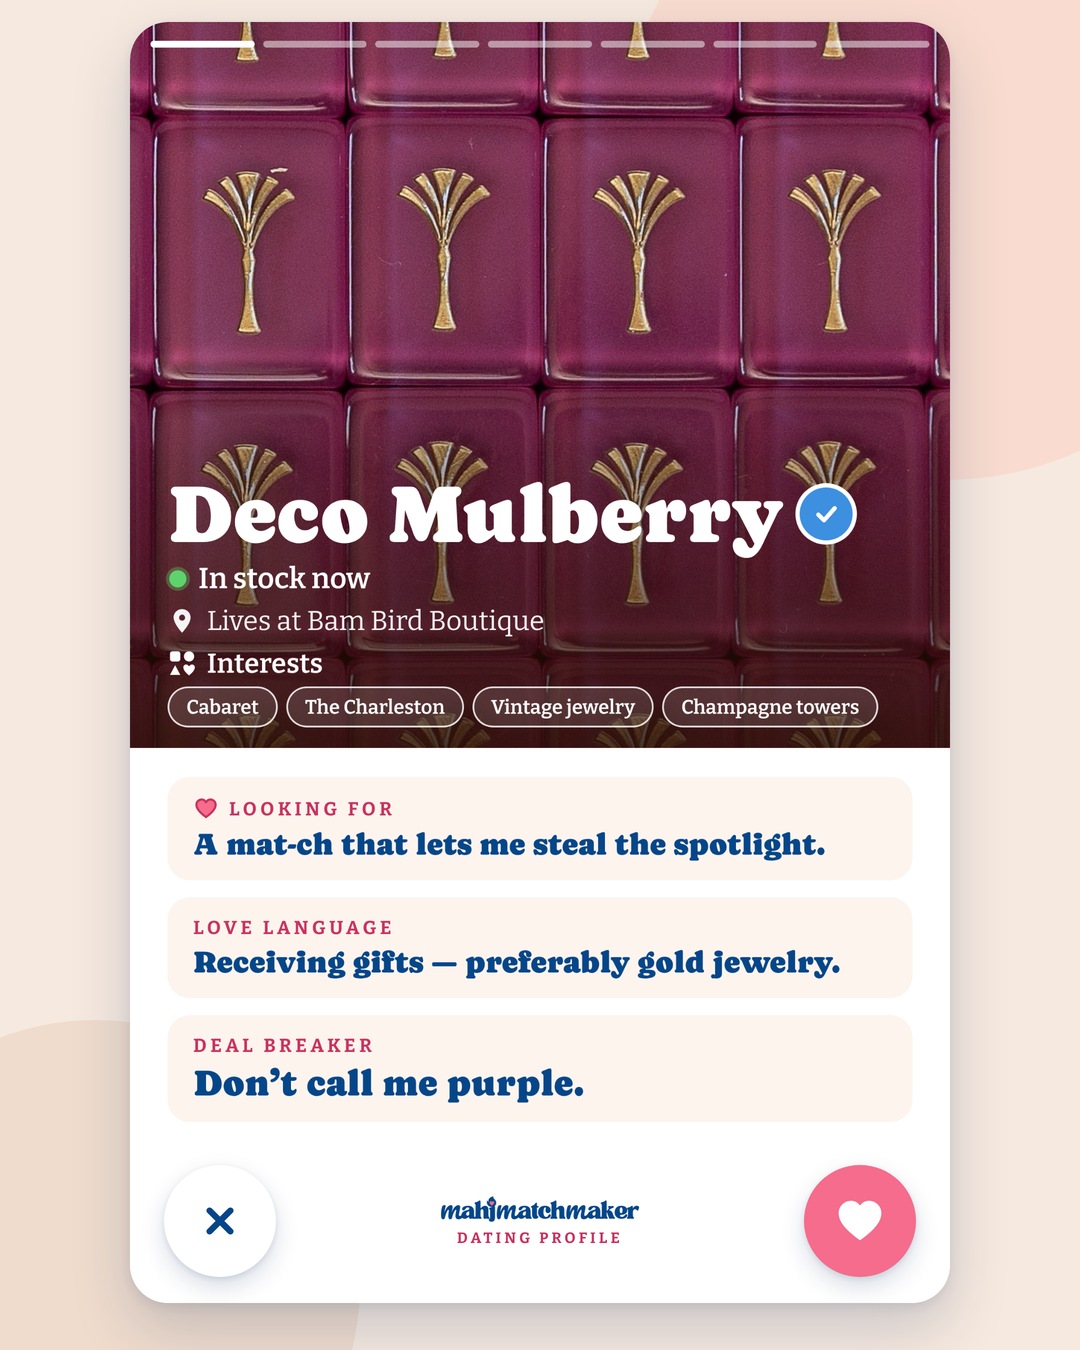 Deco Mulberry
In stock now
Lives at Bam Bird Boutique
Interests
Cabaret
The Charleston
Vintage jewelry
Champagne towers
LOOKING FOR
A mat-ch that lets me steal the spotlight.
LOVE LANGUAGE
Receiving gifts — preferably gold jewelry.
DEAL BREAKER
Don’t call me purple.
mahjmatchmaker
DATING PROFILE